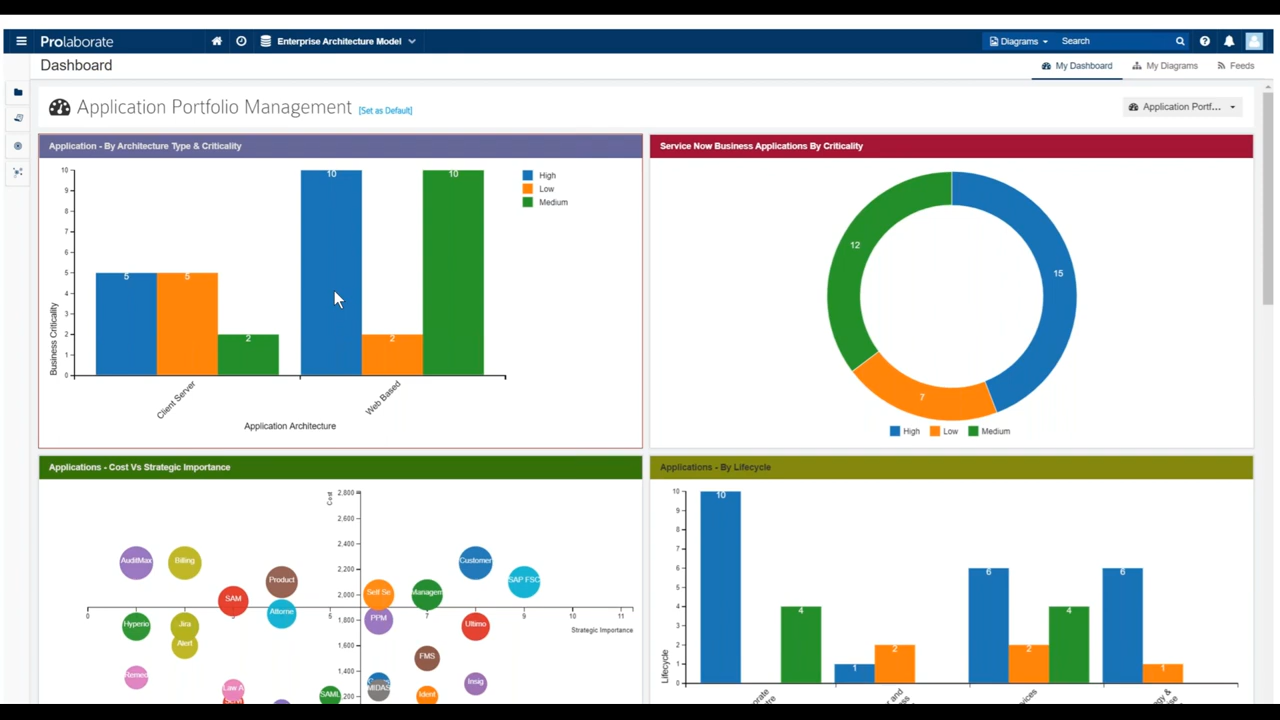 Prolaborate
Enterprise Architecture Model
Diagrams
Search
Dashboard
My Dashboard
My Diagrams
Feeds
Application Portfolio Management [Set as Default]
Application Portf...
Application - By Architecture Type & Criticality
10
9
8
7
6
5
4
3
2
1
0
Business Criticality
5
5
2
10
2
10
Client Server
Web Based
Application Architecture
High
Low
Medium
Service Now Business Applications By Criticality
12
15
7
High
Low
Medium
Applications - Cost Vs Strategic Importance
Cost
2,800
2,600
2,400
2,200
2,000
1,800
1,600
1,400
0
5
7
9
10
11
Strategic Importance
AuditMax
Billing
Product
Customer
SAP FSC
SAM
Attorne
Self Se
Managem
Hyperio
Jira
Alert
PPM
Ultimo
FMS
Remed
Law A
SAML
MIDAS
Ident
Insig
Applications - By Lifecycle
10
9
8
7
6
5
4
3
2
1
0
Lifecycle
10
4
1
2
6
2
4
6
1